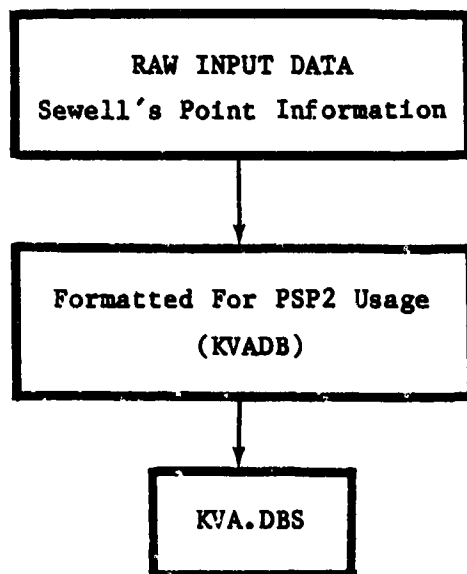 RAW INPUT DATA
Sewell's Point Information
Formatted For PSP2 Usage
(KVADB)
KVA.DBS